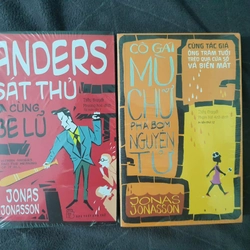 ANDERS
SÁT THỦ
CÙNG
BÈ LŨ
JONAS
JONASSON
CÙNG TÁC GIẢ
ÔNG TRĂM TUỔI
TRÈO QUA CỬA SỔ
VÀ BIẾN MẤT
CÔ GÁI
MÙ
CHỮ
PHÁ BOM
NGUYÊN
TỬ
JONAS
JONASSON